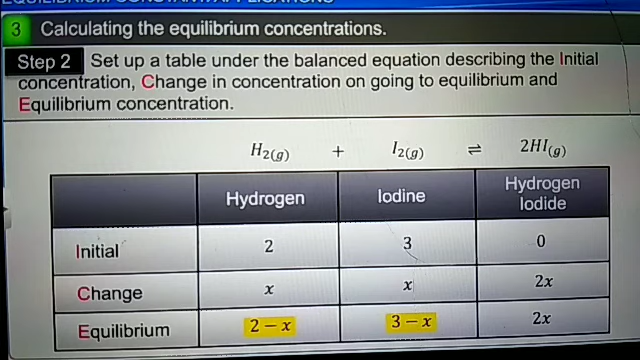 3 Calculating the equilibrium concentrations.
Step 2 Set up a table under the balanced equation describing the Initial
concentration, Change in concentration on going to equilibrium and
Equilibrium concentration.
H₂(g) + I₂(g) ⇌ 2HI(g)
Hydrogen Iodine Hydrogen
Iodide
Initial 2 3 0
Change x x 2x
Equilibrium 2 − x 3 − x 2x